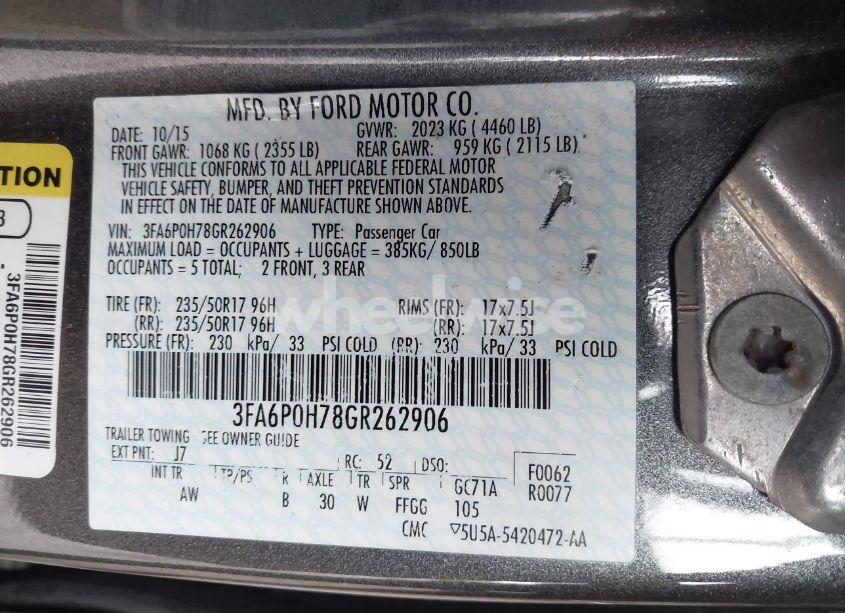 MFD. BY FORD MOTOR CO.
DATE: 10/15 GVWR: 2023 KG ( 4460 LB)
FRONT GAWR: 1068 KG ( 2355 LB) REAR GAWR: 959 KG ( 2115 LB)
THIS VEHICLE CONFORMS TO ALL APPLICABLE FEDERAL MOTOR
VEHICLE SAFETY, BUMPER, AND THEFT PREVENTION STANDARDS
IN EFFECT ON THE DATE OF MANUFACTURE SHOWN ABOVE.
VIN: 3FA6P0H78GR262906 TYPE: Passenger Car
MAXIMUM LOAD = OCCUPANTS + LUGGAGE = 385KG/ 850LB
OCCUPANTS = 5 TOTAL; 2 FRONT, 3 REAR
TIRE (FR): 235/50R17 96H RIMS (FR): 17x7.5J
(RR): 235/50R17 96H (RR): 17x7.5J
wheelwise
PRESSURE (FR): 230 kPa/ 33 PSI COLD (RR): 230 kPa/ 33 PSI COLD
3FA6P0H78GR262906
TRAILER TOWING SEE OWNER GUIDE
EXT PNT: J7 RC: 52 DSO: F0062
INT TR TP/PS R AXLE TR SPR GC71A R0077
AW B 30 W FFGG 105
CMC ▽5U5A-5420472-AA
TION
3
3FA6P0H78GR262906